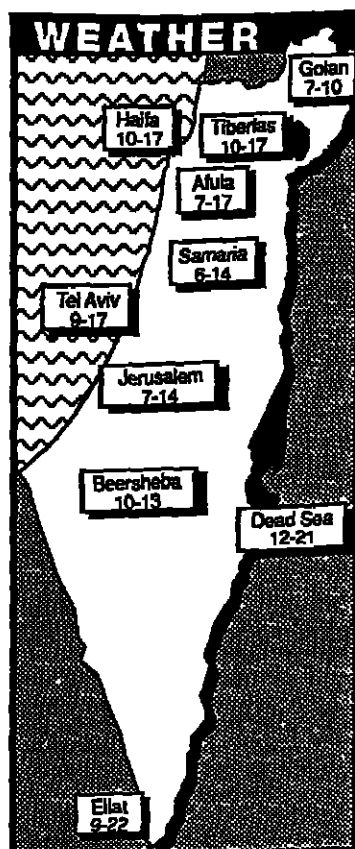 WEATHER
Golan
7-10
Haifa
10-17
Tiberias
10-17
Afula
7-17
Samaria
6-14
Tel Aviv
9-17
Jerusalem
7-14
Beersheba
10-13
Dead Sea
12-21
Eilat
9-22